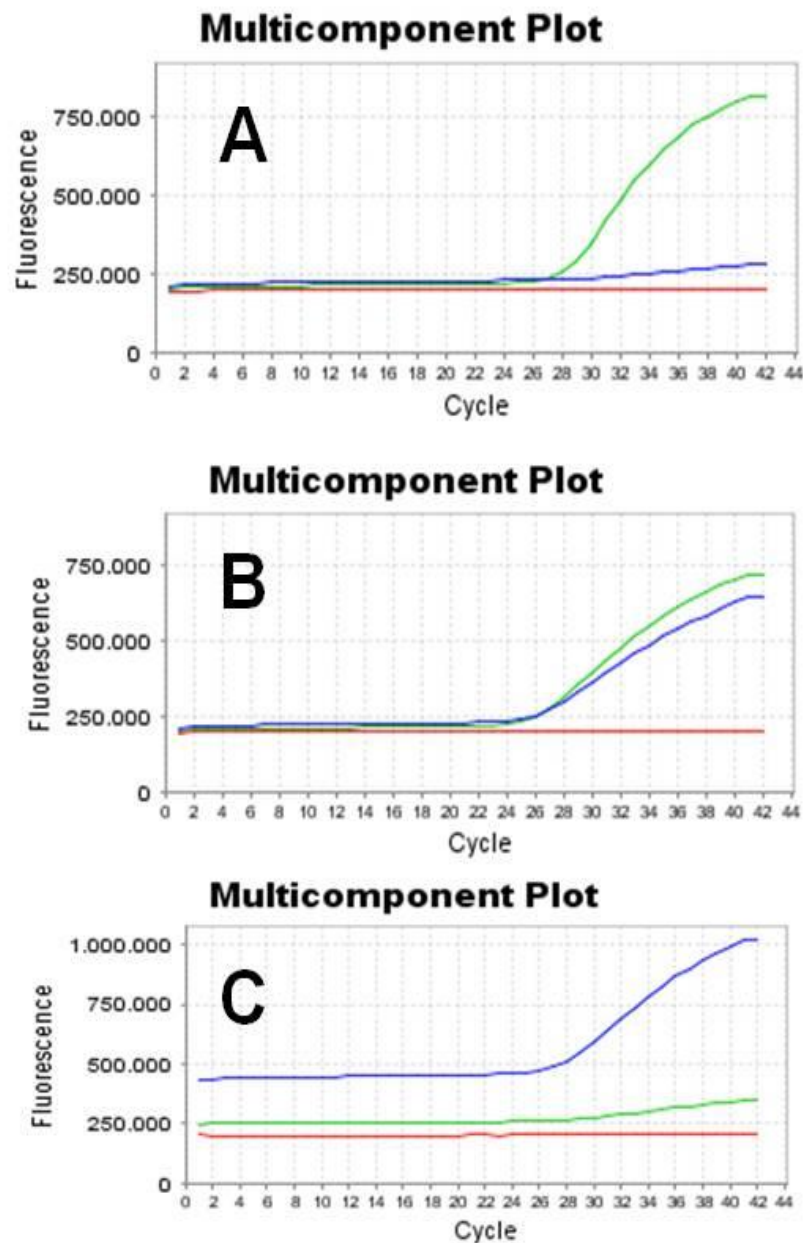 Multicomponent Plot
A
750.000
500.000
250.000
0
Fluorescence
0 2 4 6 8 10 12 14 16 18 20 22 24 26 28 30 32 34 36 38 40 42 44
Cycle
Multicomponent Plot
B
750.000
500.000
250.000
0
Fluorescence
0 2 4 6 8 10 12 14 16 18 20 22 24 26 28 30 32 34 36 38 40 42 44
Cycle
Multicomponent Plot
C
1.000.000
750.000
500.000
250.000
0
Fluorescence
0 2 4 6 8 10 12 14 16 18 20 22 24 26 28 30 32 34 36 38 40 42 44
Cycle